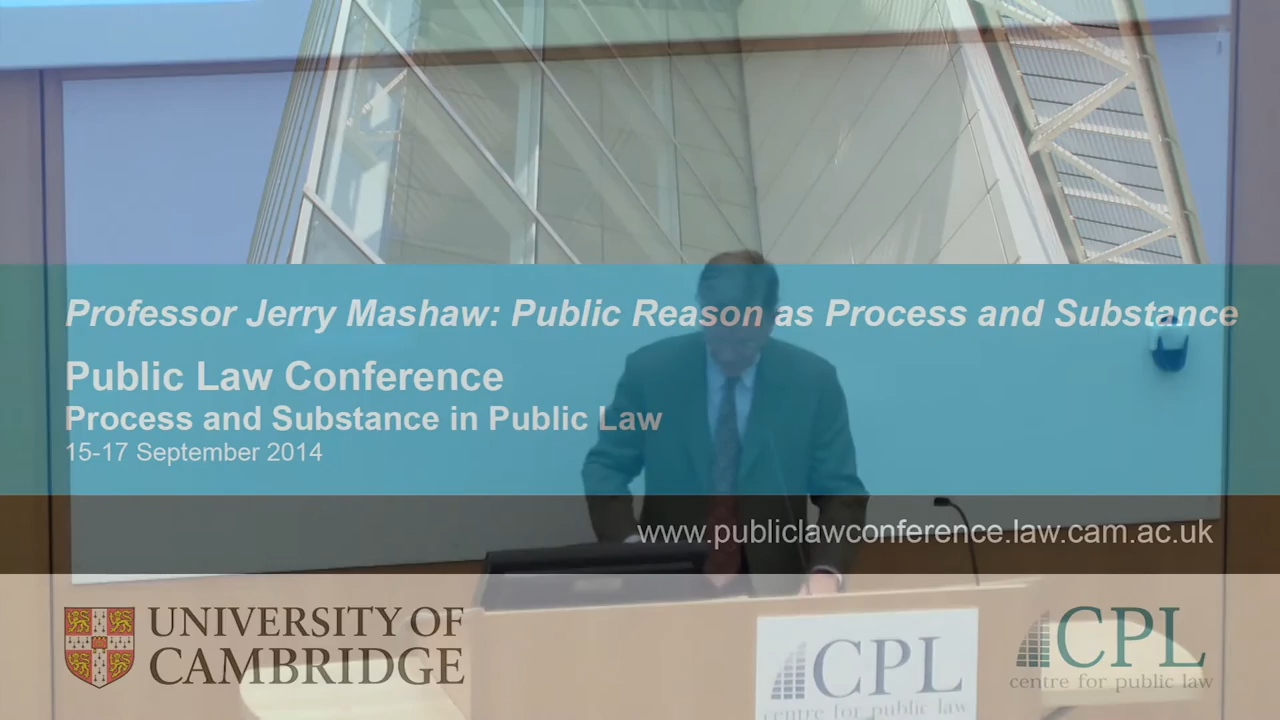 Professor Jerry Mashaw: Public Reason as Process and Substance
Public Law Conference
Process and Substance in Public Law
15-17 September 2014
www.publiclawconference.law.cam.ac.uk
UNIVERSITY OF
CAMBRIDGE
CPL
centre for public law
CPL
centre for public law